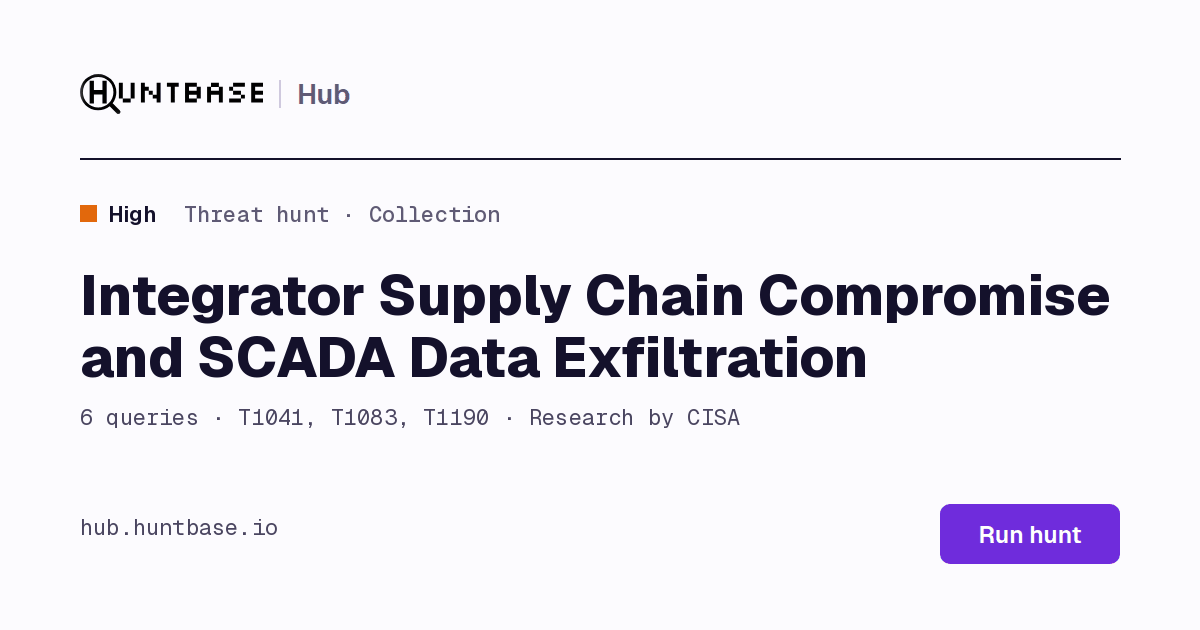 HUNTBASE Hub
High Threat hunt · Collection
Integrator Supply Chain Compromise
and SCADA Data Exfiltration
6 queries · T1041, T1083, T1190 · Research by CISA
hub.huntbase.io
Run hunt